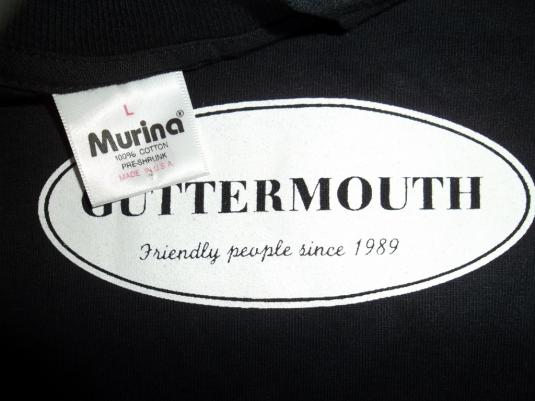 L
Murina®
100% COTTON
PRE-SHRUNK
MADE IN U.S.A.
GUTTERMOUTH
Friendly people since 1989